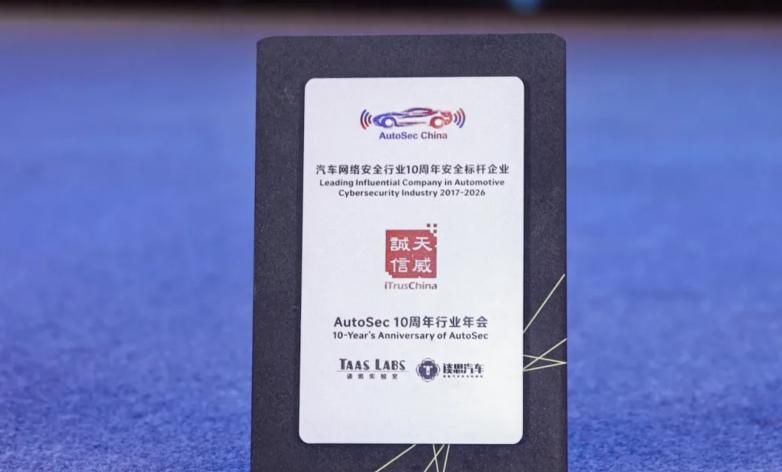 AutoSec China
汽车网络安全行业10周年安全标杆企业
Leading Influential Company in Automotive
Cybersecurity Industry 2017-2026
誠天
信威
iTrusChina
AutoSec 10周年行业年会
10-Year's Anniversary of AutoSec
TAAS LABS
谈思实验室
谈思汽车